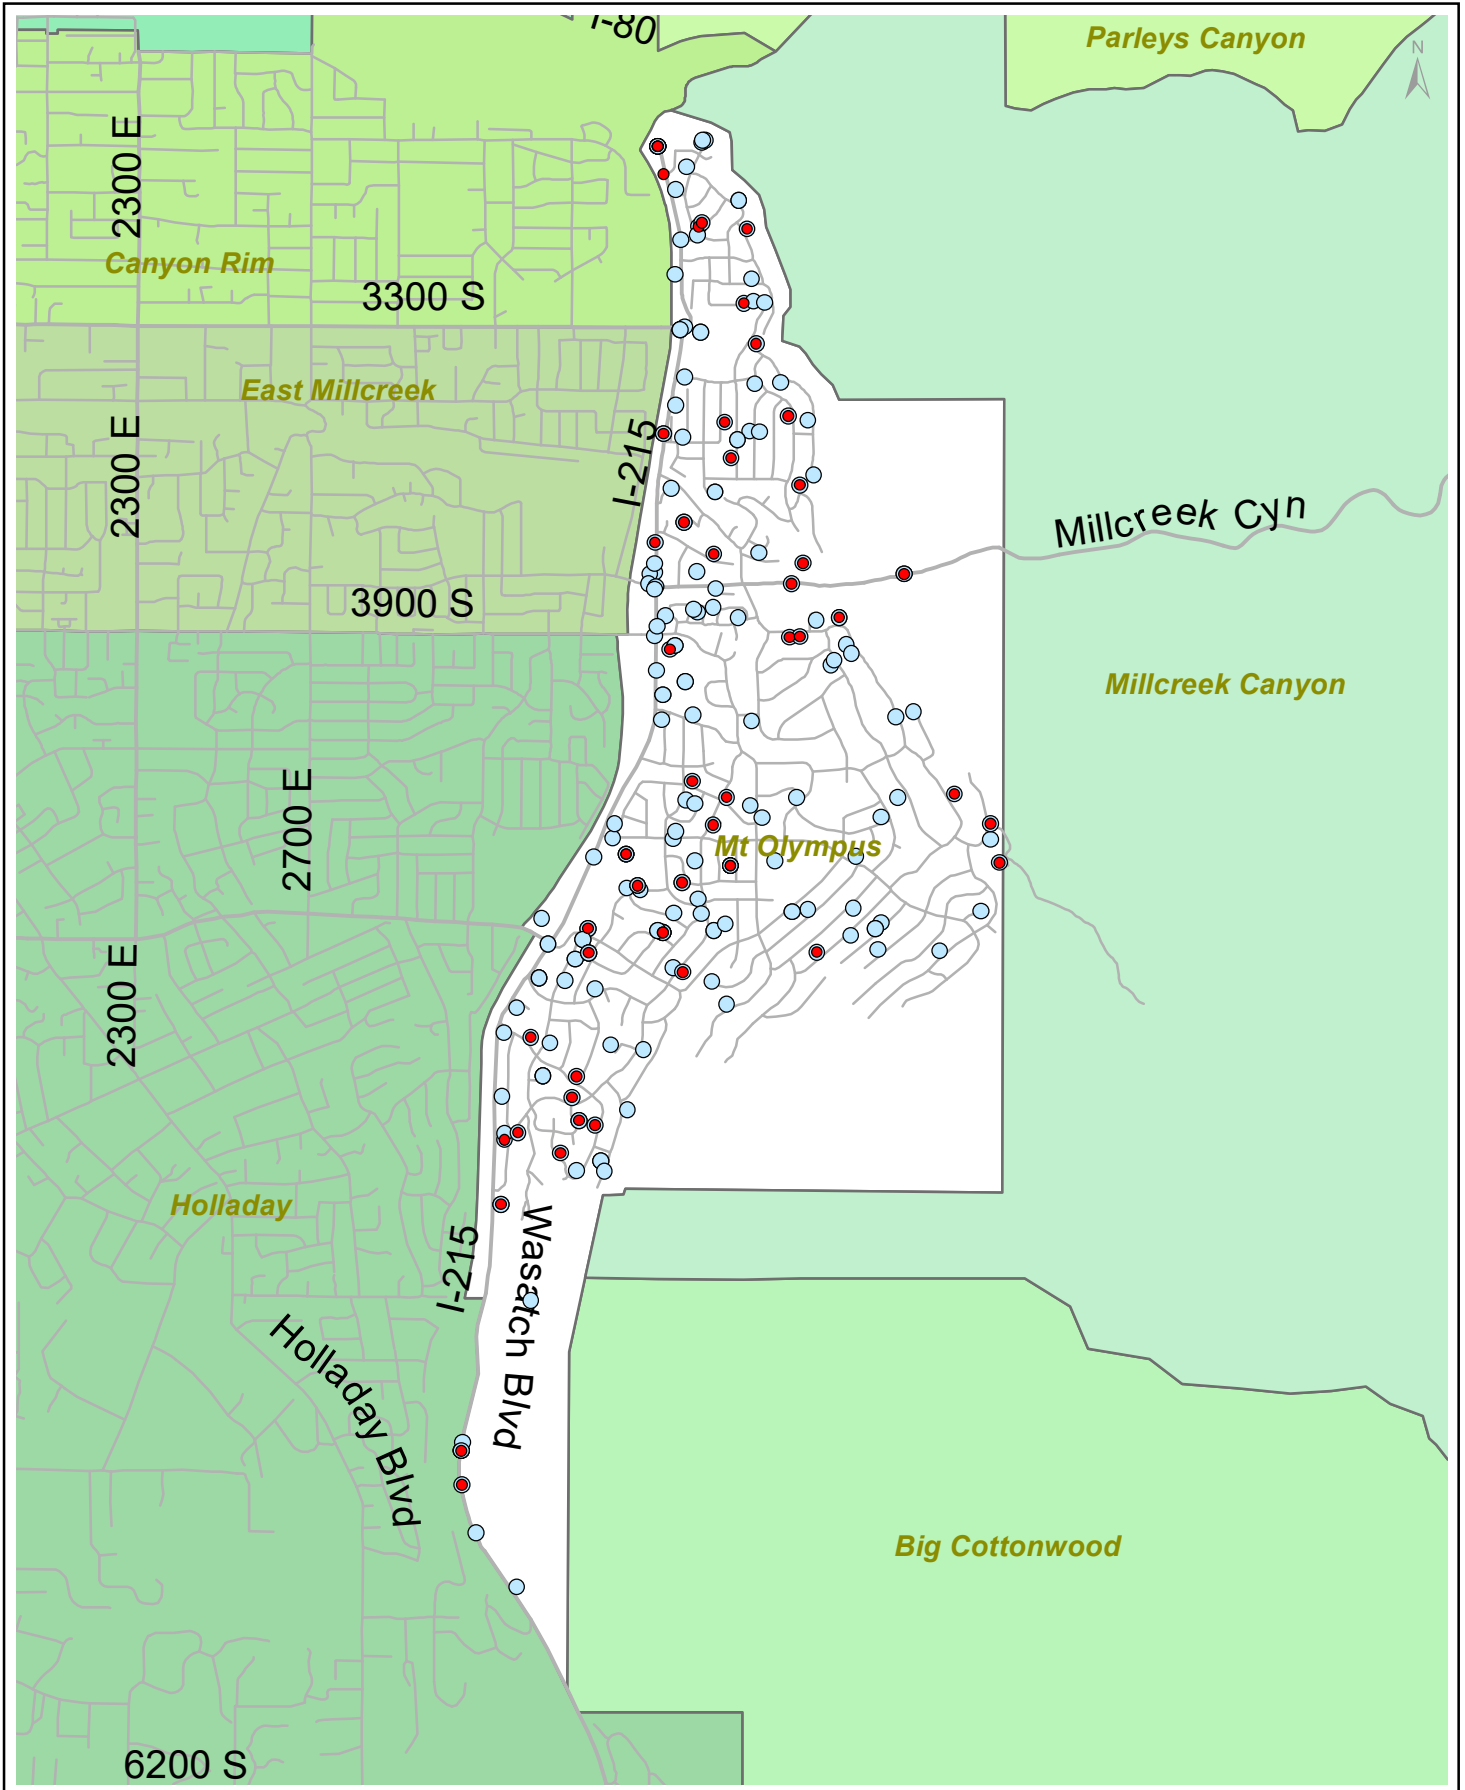 I-80
Parleys Canyon
N
2300 E
Canyon Rim
3300 S
East Millcreek
2300 E
I-215
Millcreek Cyn
3900 S
Millcreek Canyon
2700 E
Mt Olympus
2300 E
Holladay
I-215
Wasatch Blvd
Holladay Blvd
Big Cottonwood
6200 S